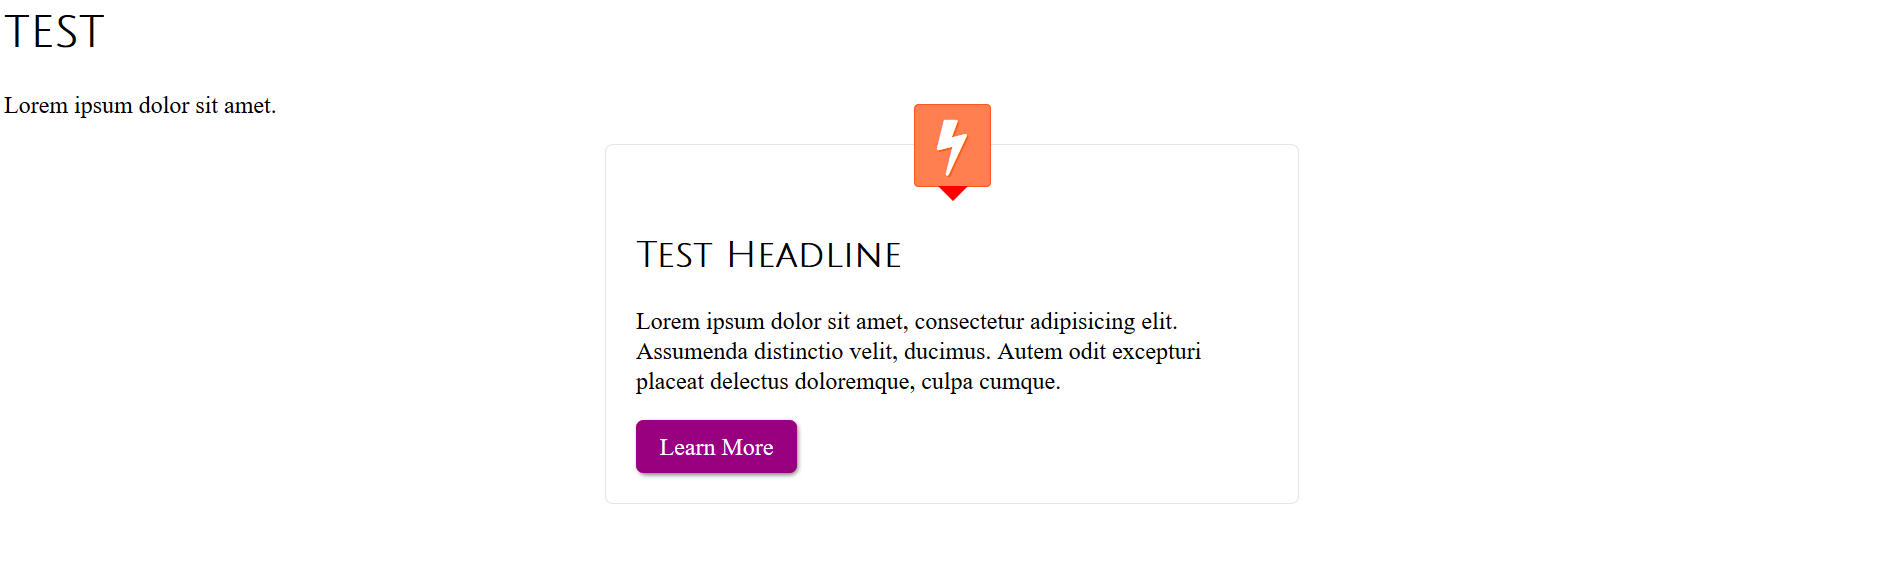 TEST
Lorem ipsum dolor sit amet.
Test Headline
Lorem ipsum dolor sit amet, consectetur adipisicing elit.
Assumenda distinctio velit, ducimus. Autem odit excepturi
placeat delectus doloremque, culpa cumque.
Learn More